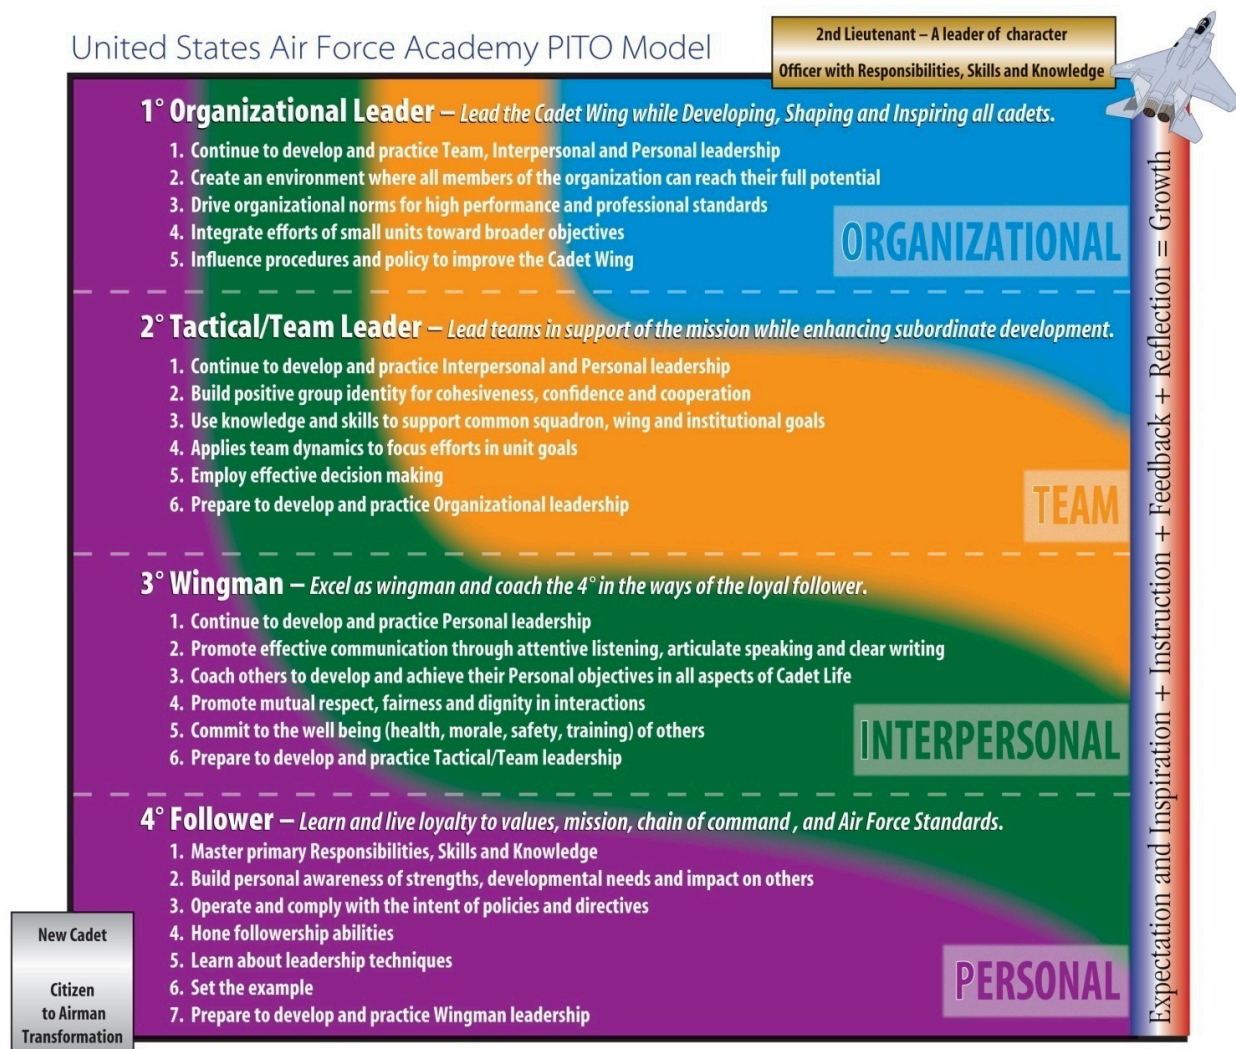 United States Air Force Academy PITO Model
2nd Lieutenant – A leader of character
Officer with Responsibilities, Skills and Knowledge
1° Organizational Leader – Lead the Cadet Wing while Developing, Shaping and Inspiring all cadets.
1. Continue to develop and practice Team, Interpersonal and Personal leadership
2. Create an environment where all members of the organization can reach their full potential
3. Drive organizational norms for high performance and professional standards
4. Integrate efforts of small units toward broader objectives
5. Influence procedures and policy to improve the Cadet Wing
ORGANIZATIONAL
2° Tactical/Team Leader – Lead teams in support of the mission while enhancing subordinate development.
1. Continue to develop and practice Interpersonal and Personal leadership
2. Build positive group identity for cohesiveness, confidence and cooperation
3. Use knowledge and skills to support common squadron, wing and institutional goals
4. Applies team dynamics to focus efforts in unit goals
5. Employ effective decision making
6. Prepare to develop and practice Organizational leadership
TEAM
3° Wingman – Excel as wingman and coach the 4° in the ways of the loyal follower.
1. Continue to develop and practice Personal leadership
2. Promote effective communication through attentive listening, articulate speaking and clear writing
3. Coach others to develop and achieve their Personal objectives in all aspects of Cadet Life
4. Promote mutual respect, fairness and dignity in interactions
5. Commit to the well being (health, morale, safety, training) of others
6. Prepare to develop and practice Tactical/Team leadership
INTERPERSONAL
4° Follower – Learn and live loyalty to values, mission, chain of command , and Air Force Standards.
1. Master primary Responsibilities, Skills and Knowledge
2. Build personal awareness of strengths, developmental needs and impact on others
3. Operate and comply with the intent of policies and directives
4. Hone followership abilities
5. Learn about leadership techniques
6. Set the example
7. Prepare to develop and practice Wingman leadership
PERSONAL
New Cadet
Citizen
to Airman
Transformation
Expectation and Inspiration + Instruction + Feedback + Reflection = Growth